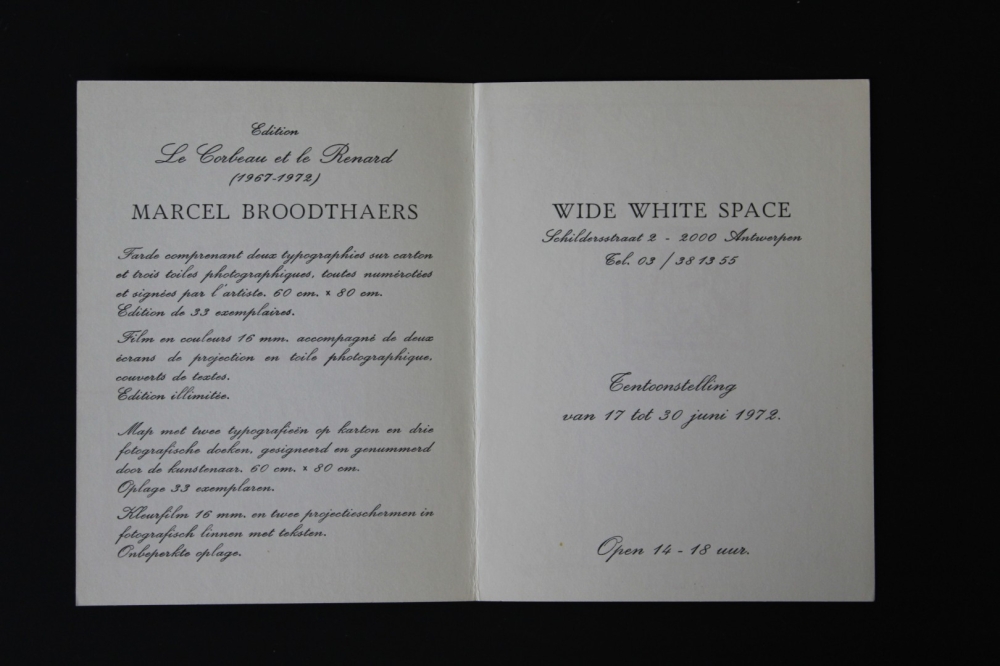 Edition
Le Corbeau et le Renard
(1967-1972)
MARCEL BROODTHAERS
Farde comprenant deux typographies sur carton
et trois toiles photographiques, toutes numérotées
et signées par l'artiste. 60 cm. x 80 cm.
Edition de 33 exemplaires.
Film en couleurs 16 mm. accompagné de deux
écrans de projection en toile photographique,
couverts de textes.
Edition illimitée.
Map met twee typografieën op karton en drie
fotografische doeken, gesigneerd en genummerd
door de kunstenaar. 60 cm. x 80 cm.
Oplage 33 exemplaren.
Kleurfilm 16 mm. en twee projectieschermen in
fotografisch linnen met teksten.
Onbeperkte oplage.
WIDE WHITE SPACE
Schildersstraat 2 - 2000 Antwerpen
Tel. 03 / 38 13 55
Tentoonstelling
van 17 tot 30 juni 1972.
Open 14 - 18 uur.